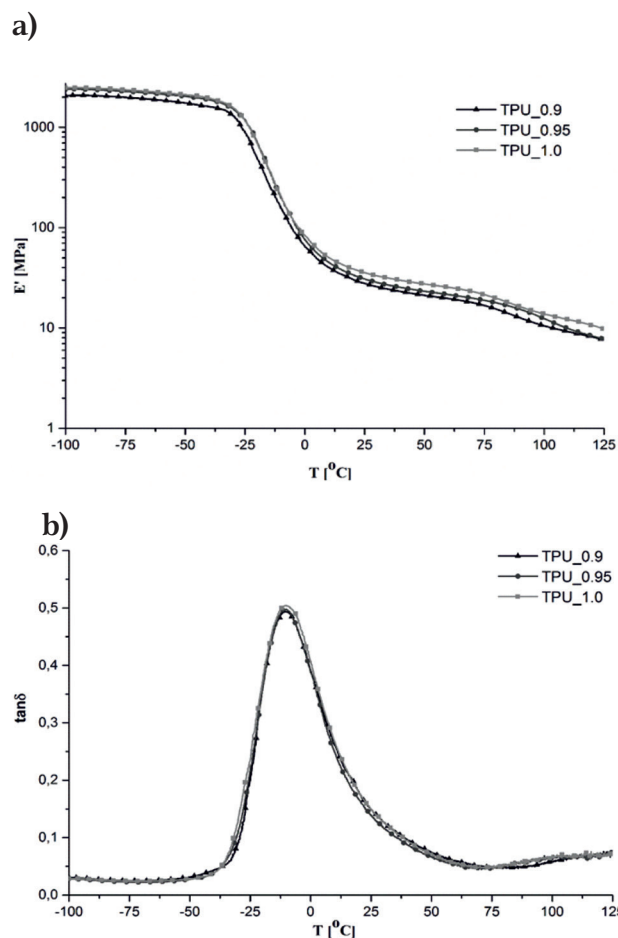 a)
TPU_0.9
TPU_0.95
TPU_1.0
1000
100
10
1
E' [MPa]
-100 -75 -50 -25 0 25 50 75 100 125
T [°C]
b)
0,6
0,5
0,4
0,3
0,2
0,1
0,0
tanδ
TPU_0.9
TPU_0.95
TPU_1.0
-100 -75 -50 -25 0 25 50 75 100 125
T [°C]